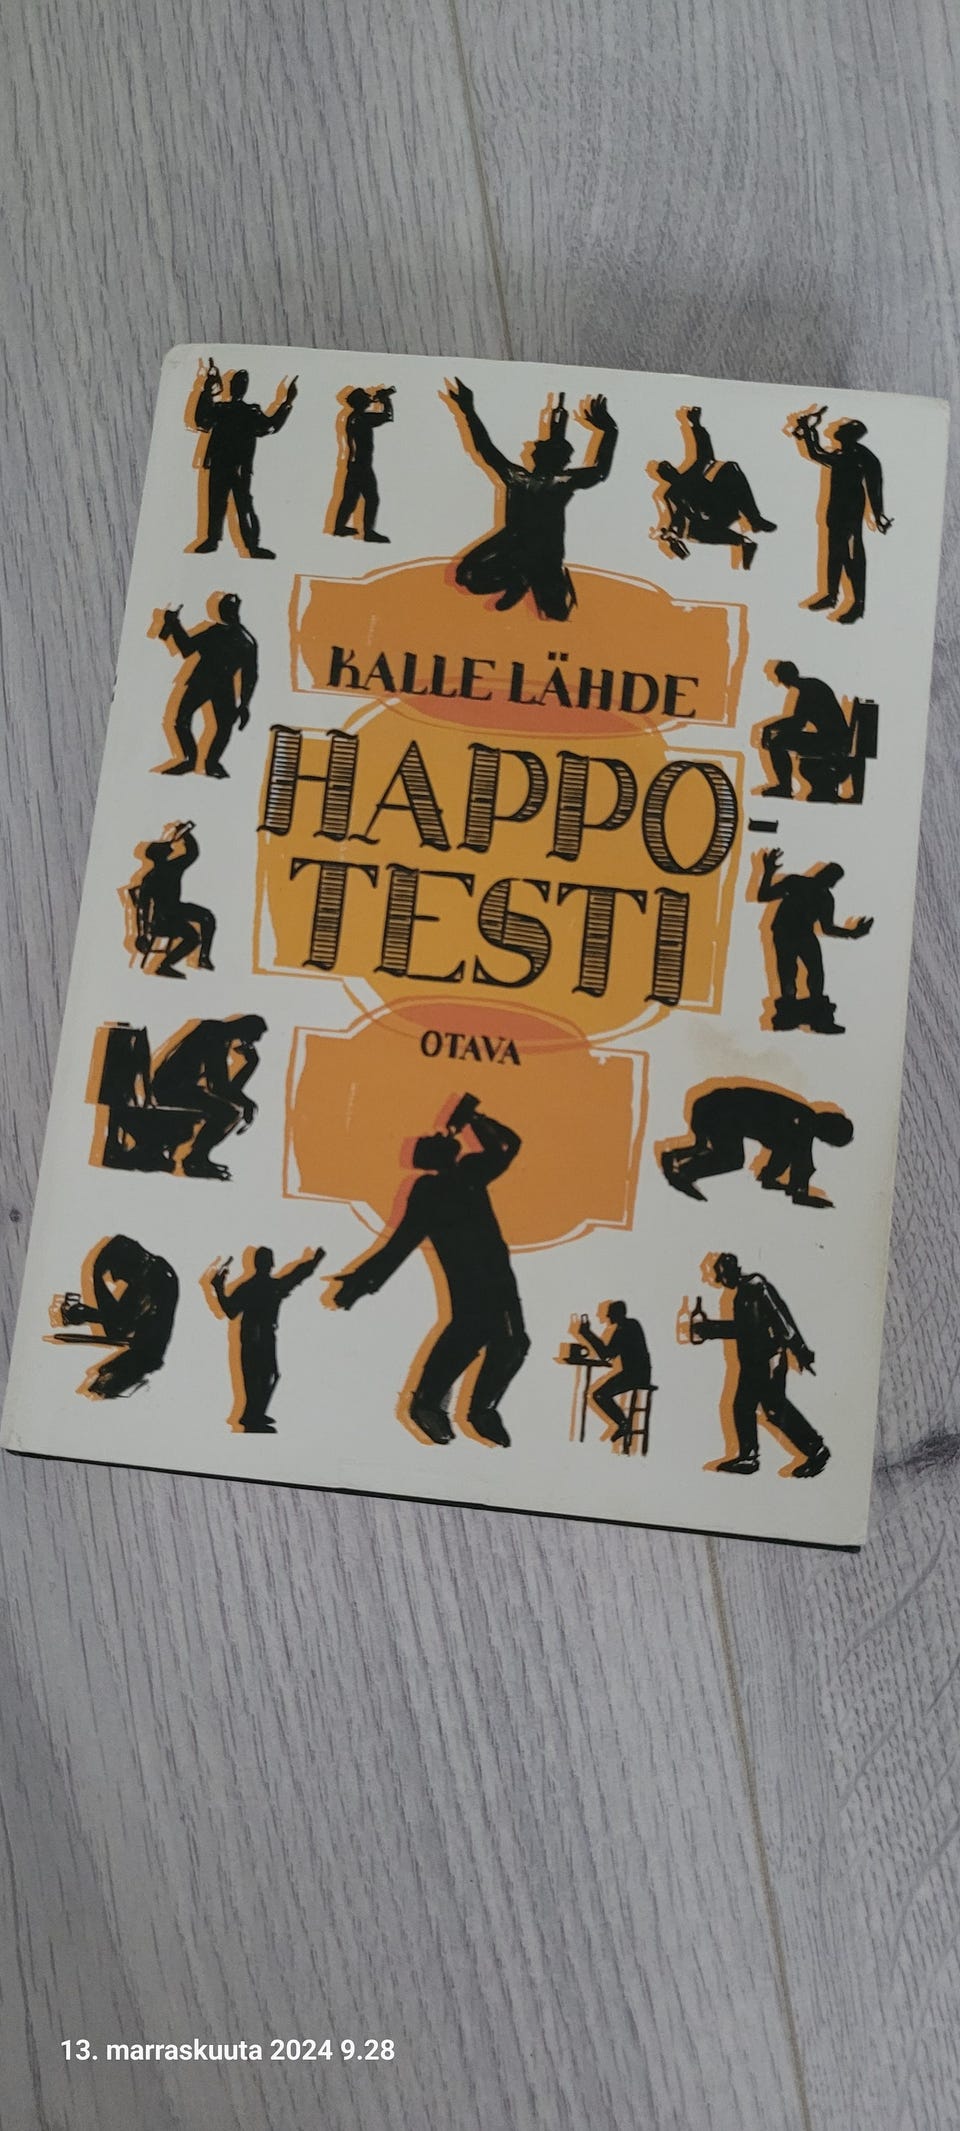 KALLE LÄHDE
HAPPO-
TESTI
OTAVA
13. marraskuuta 2024 9.28